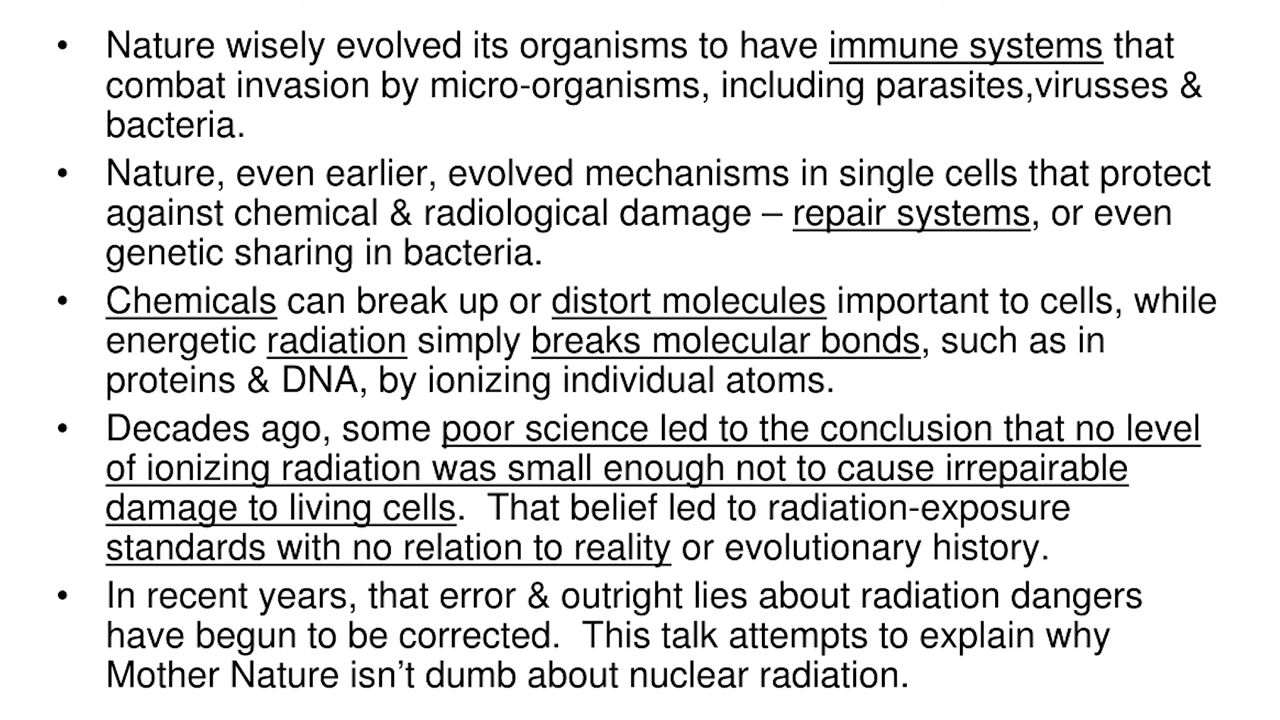 • Nature wisely evolved its organisms to have immune systems that
combat invasion by micro-organisms, including parasites,virusses &
bacteria.
• Nature, even earlier, evolved mechanisms in single cells that protect
against chemical & radiological damage – repair systems, or even
genetic sharing in bacteria.
• Chemicals can break up or distort molecules important to cells, while
energetic radiation simply breaks molecular bonds, such as in
proteins & DNA, by ionizing individual atoms.
• Decades ago, some poor science led to the conclusion that no level
of ionizing radiation was small enough not to cause irrepairable
damage to living cells.  That belief led to radiation-exposure
standards with no relation to reality or evolutionary history.
• In recent years, that error & outright lies about radiation dangers
have begun to be corrected.  This talk attempts to explain why
Mother Nature isn’t dumb about nuclear radiation.